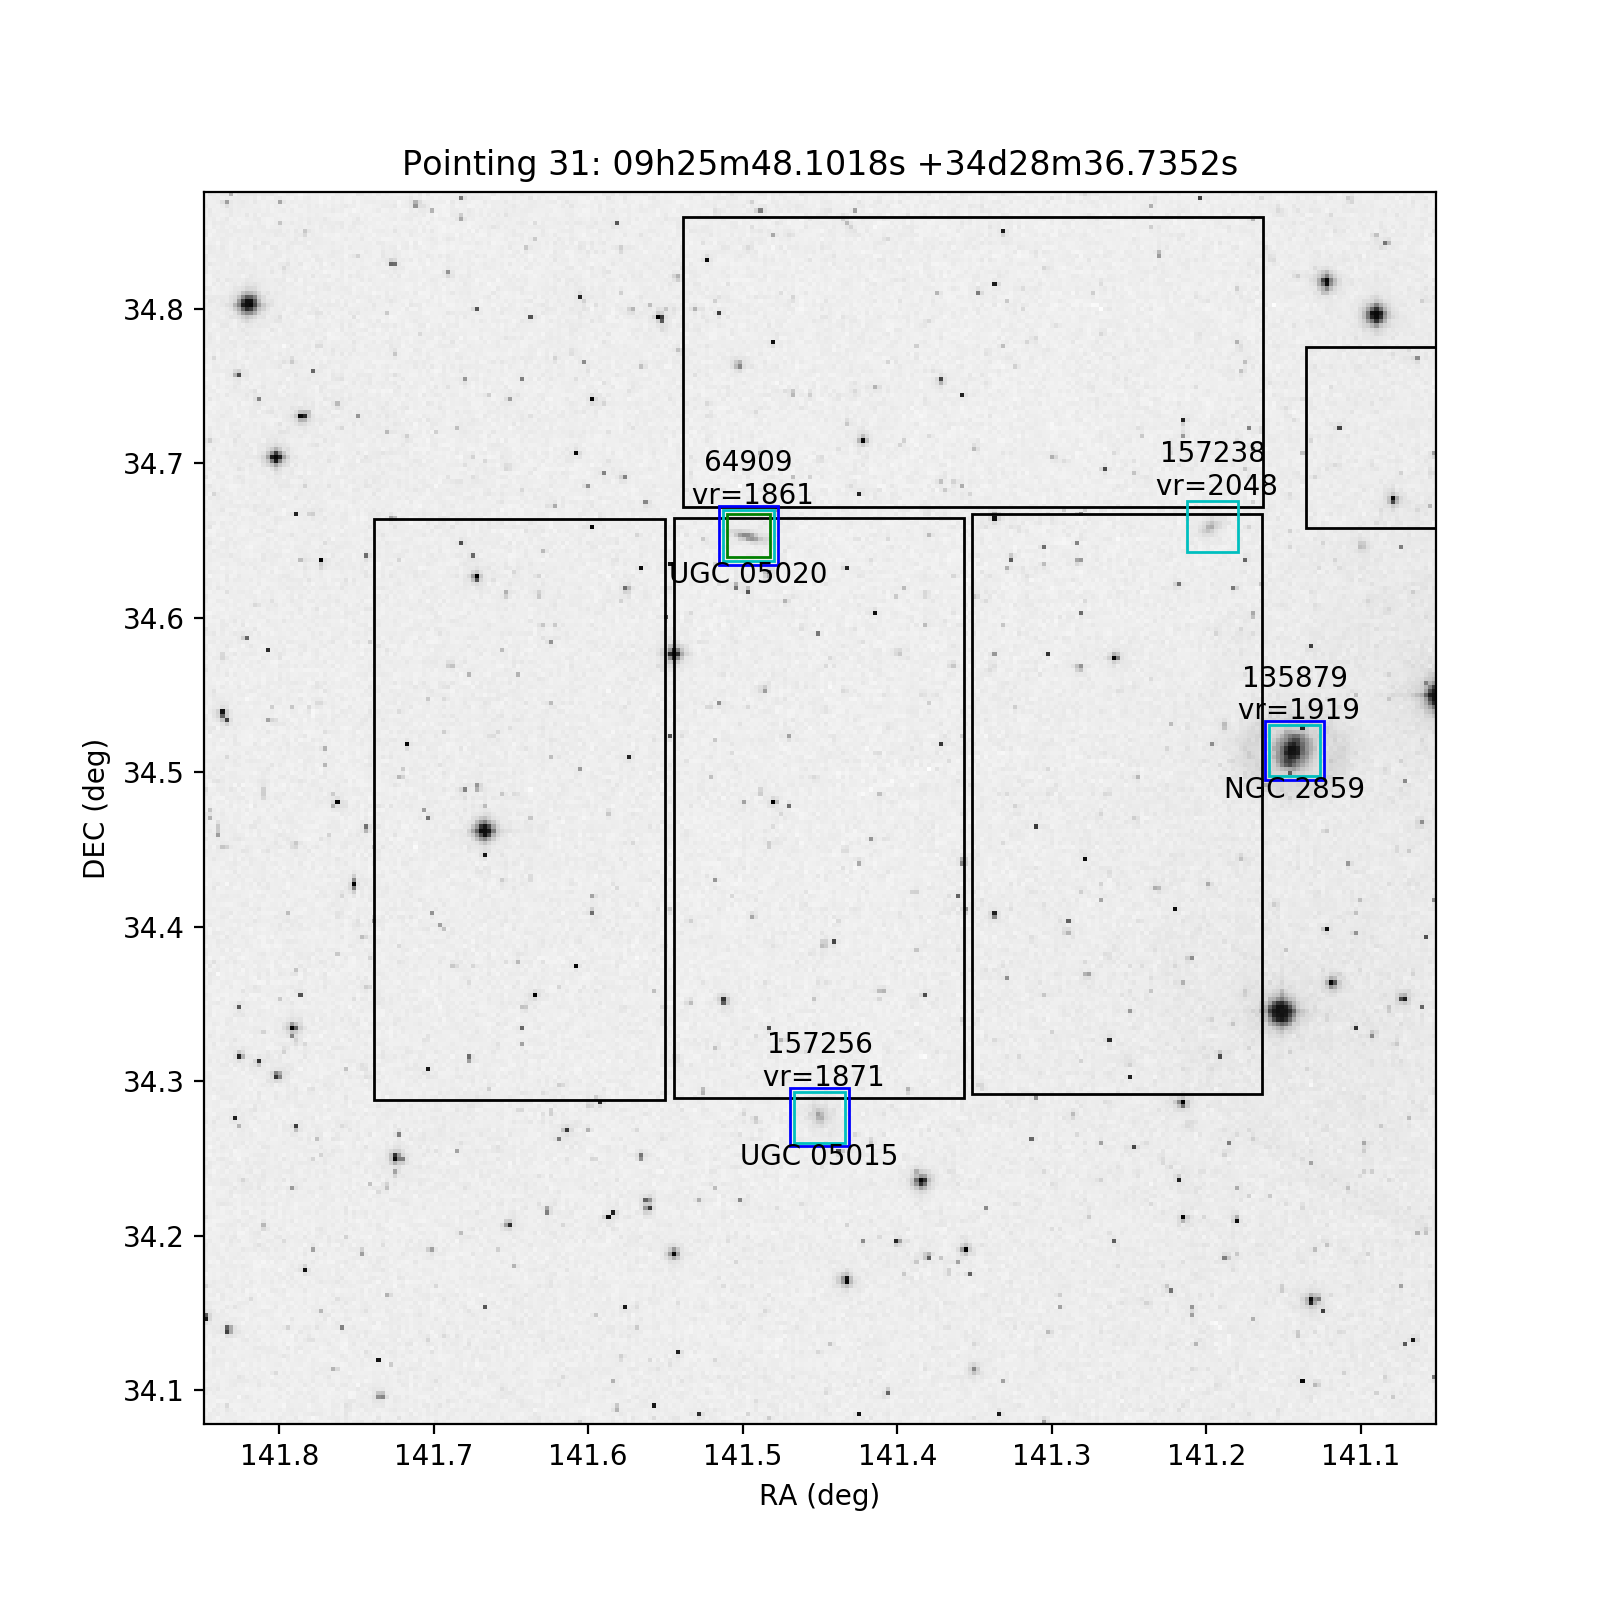 Pointing 31: 09h25m48.1018s +34d28m36.7352s
34.8
34.7
34.6
34.5
34.4
34.3
34.2
34.1
DEC (deg)
157238
vr=2048
64909
vr=1861
UGC 05020
135879
vr=1919
NGC 2859
157256
vr=1871
UGC 05015
141.8 141.7 141.6 141.5 141.4 141.3 141.2 141.1
RA (deg)